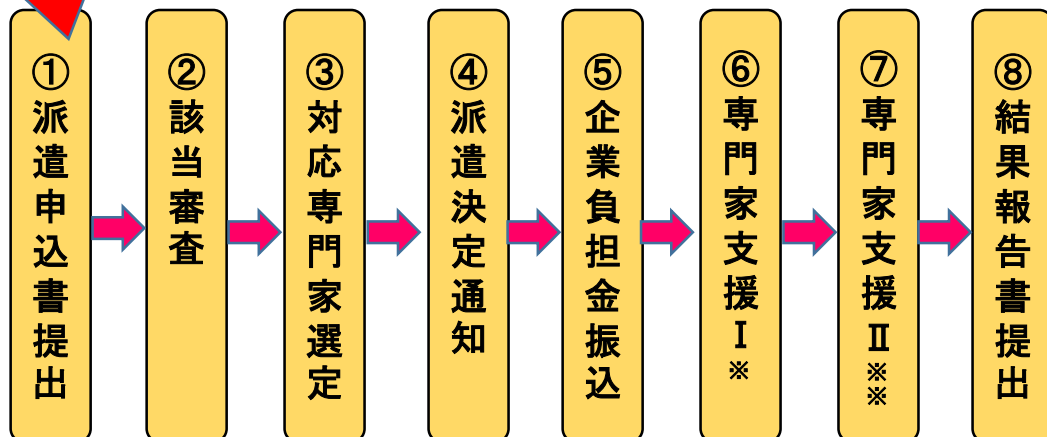 ①派遣申込書提出
②該当審査
③対応専門家選定
④派遣決定通知
⑤企業負担金振込
⑥専門家支援Ⅰ※
⑦専門家支援Ⅱ※※
⑧結果報告書提出